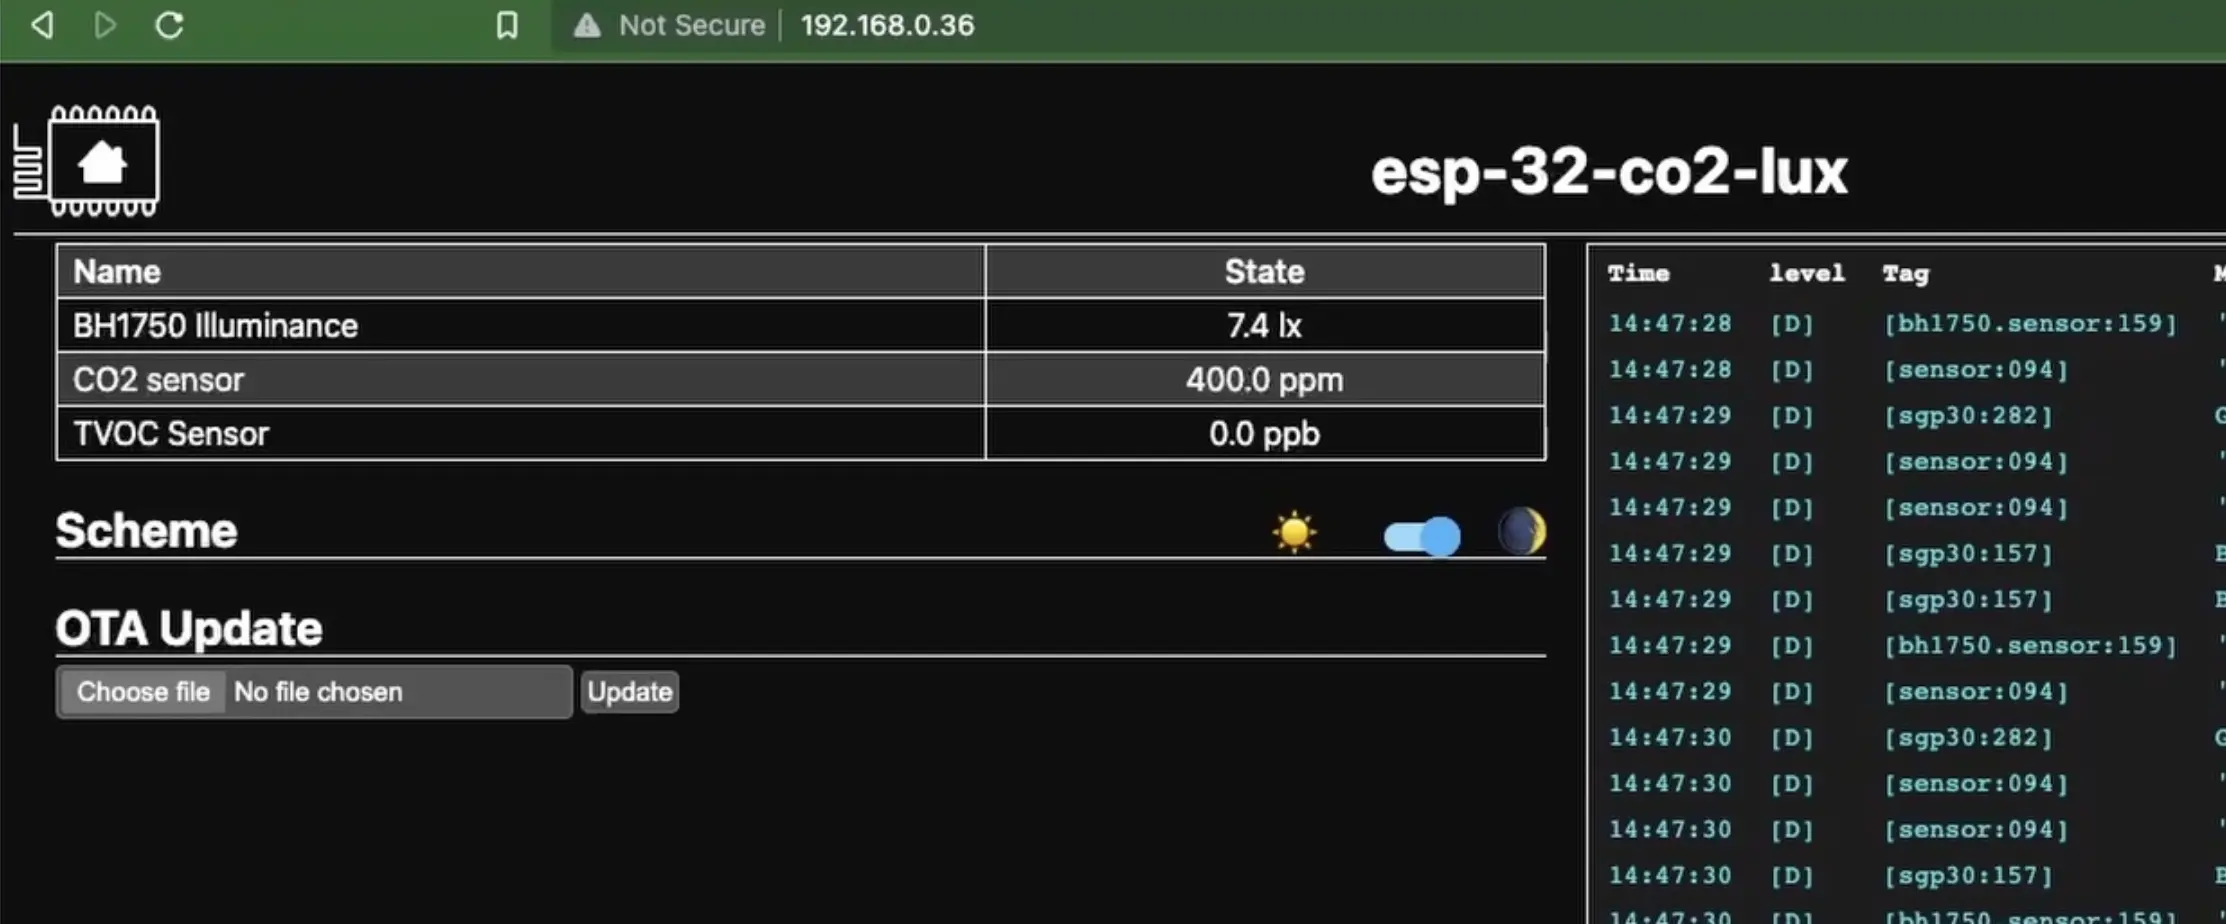 Not Secure 192.168.0.36
esp-32-co2-lux
Name State
BH1750 Illuminance 7.4 lx
CO2 sensor 400.0 ppm
TVOC Sensor 0.0 ppb
Scheme
OTA Update
Choose file No file chosen Update
Time level Tag
14:47:28 [D] [bh1750.sensor:159]
14:47:28 [D] [sensor:094]
14:47:29 [D] [sgp30:282]
14:47:29 [D] [sensor:094]
14:47:29 [D] [sensor:094]
14:47:29 [D] [sgp30:157]
14:47:29 [D] [sgp30:157]
14:47:29 [D] [bh1750.sensor:159]
14:47:29 [D] [sensor:094]
14:47:30 [D] [sgp30:282]
14:47:30 [D] [sensor:094]
14:47:30 [D] [sensor:094]
14:47:30 [D] [sgp30:157]
14:47:30 [D] [bh1750.sensor:159]